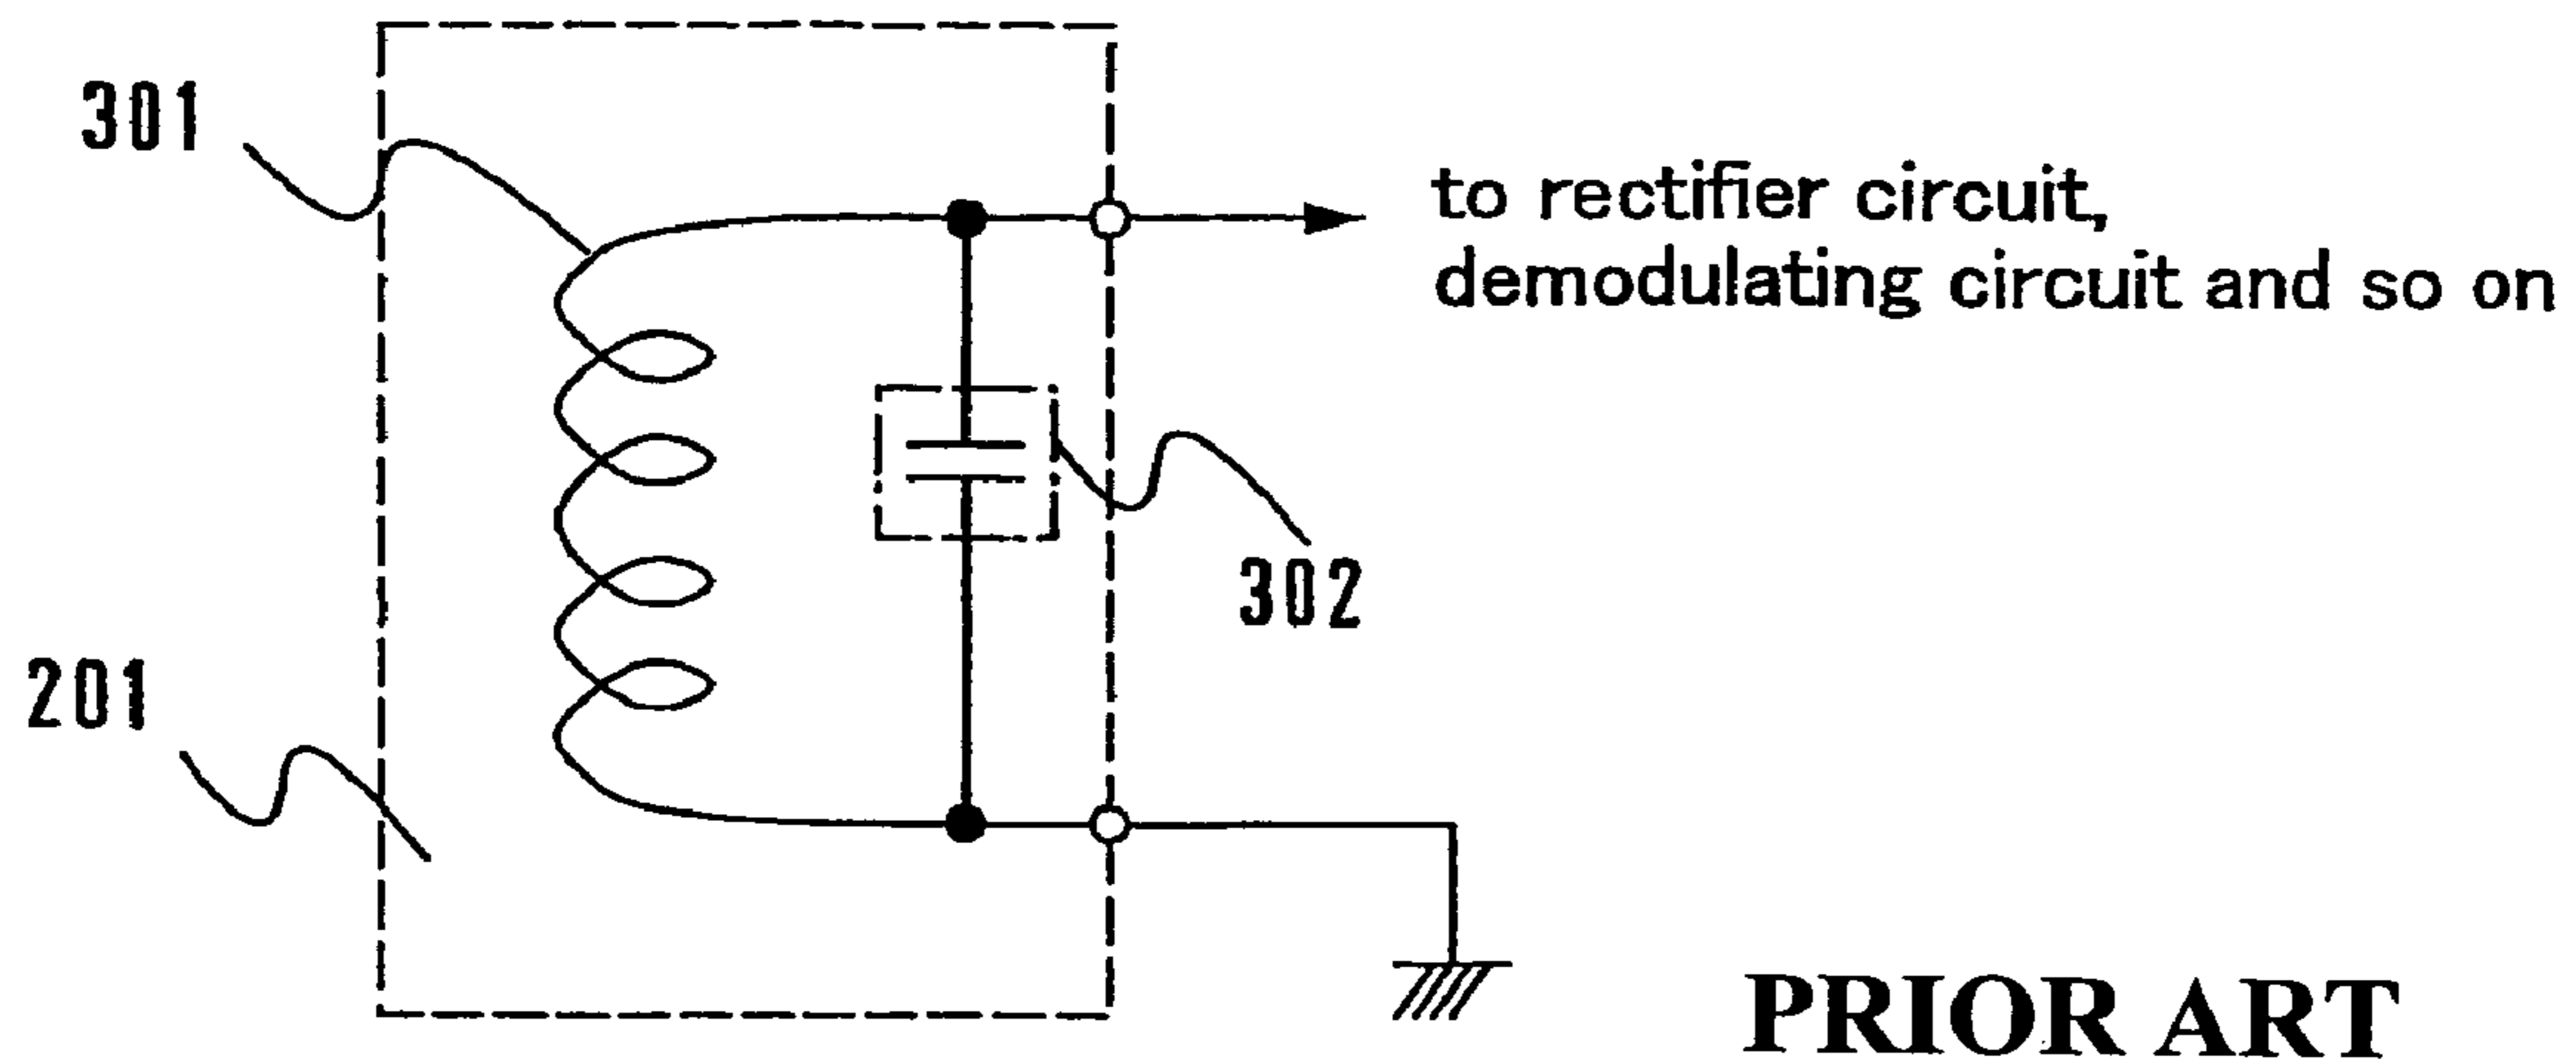 301
to rectifier circuit,
demodulating circuit and so on
302
201
PRIOR ART